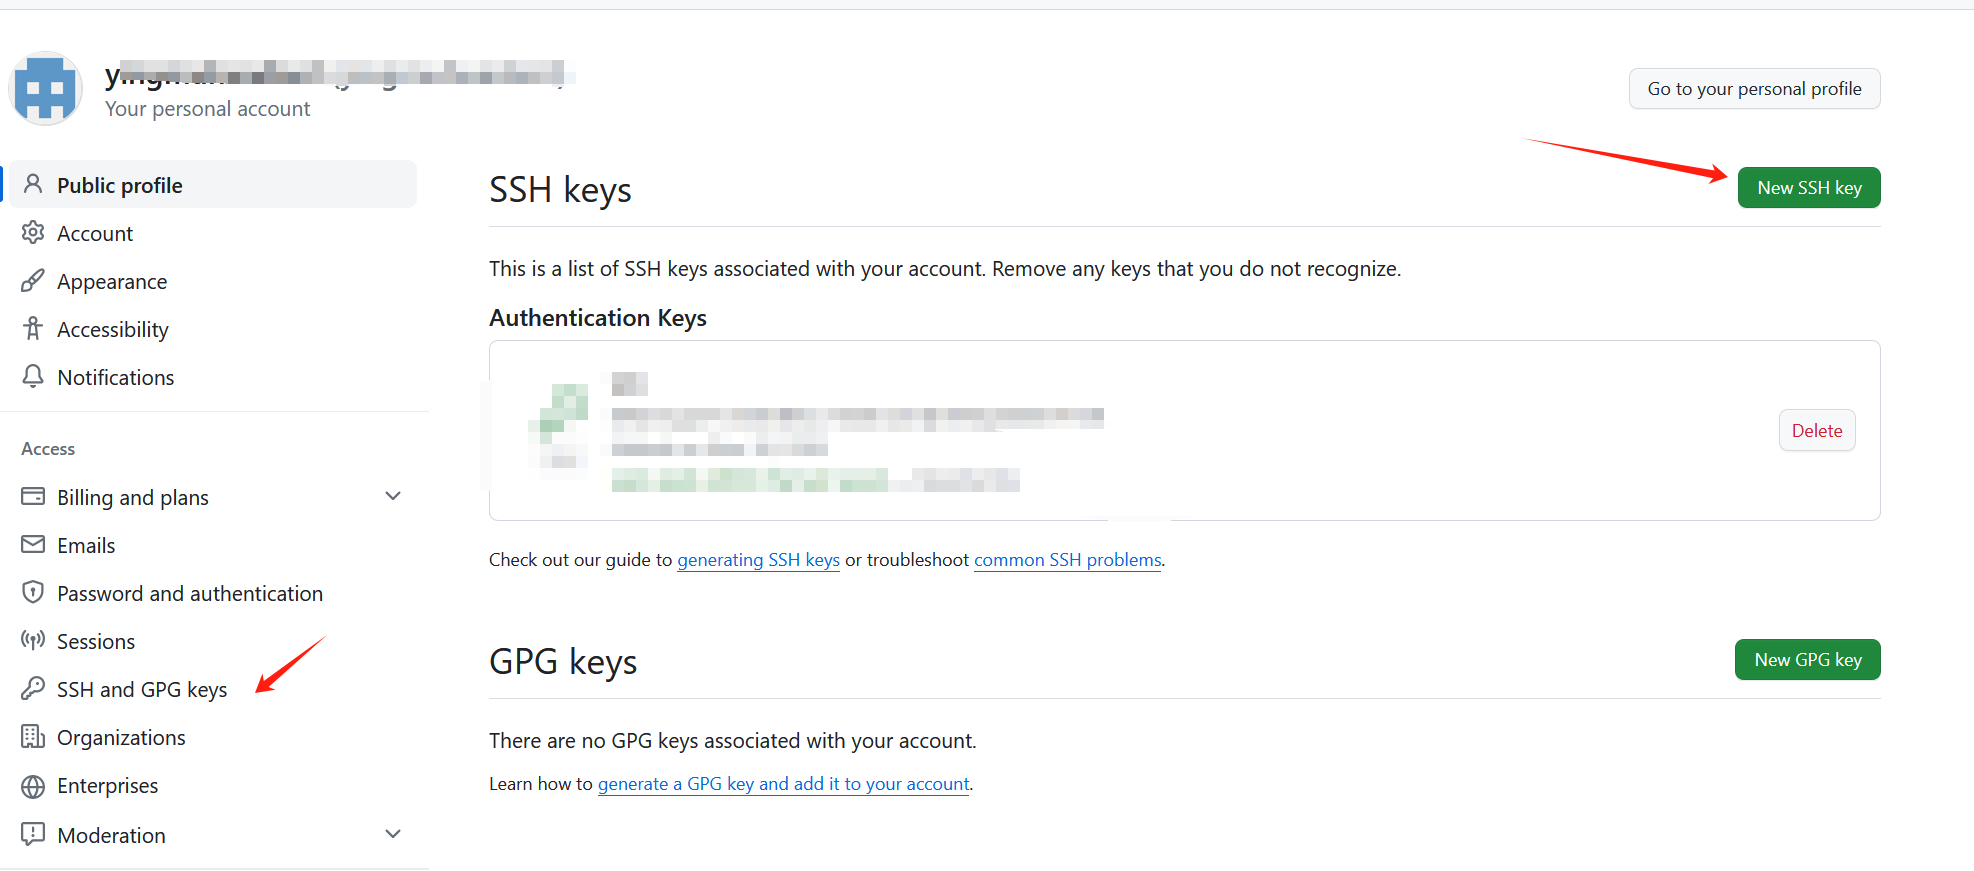 Your personal account
Go to your personal profile
Public profile
Account
Appearance
Accessibility
Notifications
Access
Billing and plans
Emails
Password and authentication
Sessions
SSH and GPG keys
Organizations
Enterprises
Moderation
SSH keys
New SSH key
This is a list of SSH keys associated with your account. Remove any keys that you do not recognize.
Authentication Keys
Delete
Check out our guide to generating SSH keys or troubleshoot common SSH problems.
GPG keys
New GPG key
There are no GPG keys associated with your account.
Learn how to generate a GPG key and add it to your account.